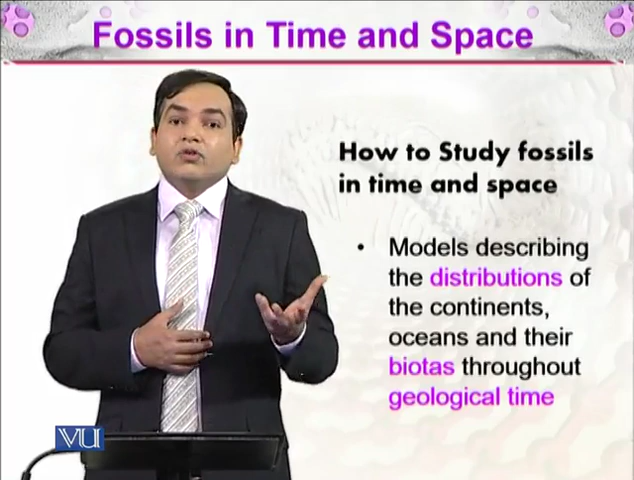 Fossils in Time and Space
How to Study fossils
in time and space
• Models describing
the distributions of
the continents,
oceans and their
biotas throughout
geological time
VU